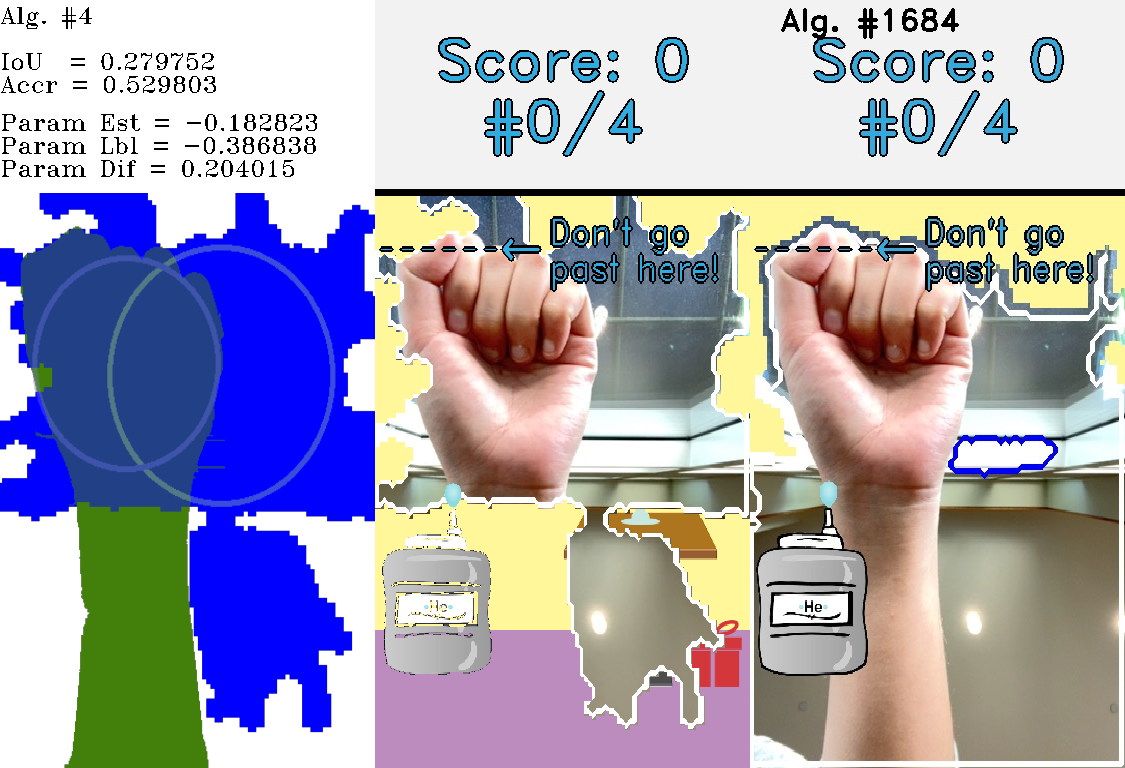 Alg. #4
IoU = 0.279752
Accr = 0.529803
Param Est = −0.182823
Param Lbl = −0.386838
Param Dif = 0.204015
Score: 0
#0/4
Don't go
past here!
He
Alg. #1684
Score: 0
#0/4
Don't go
past here!
He